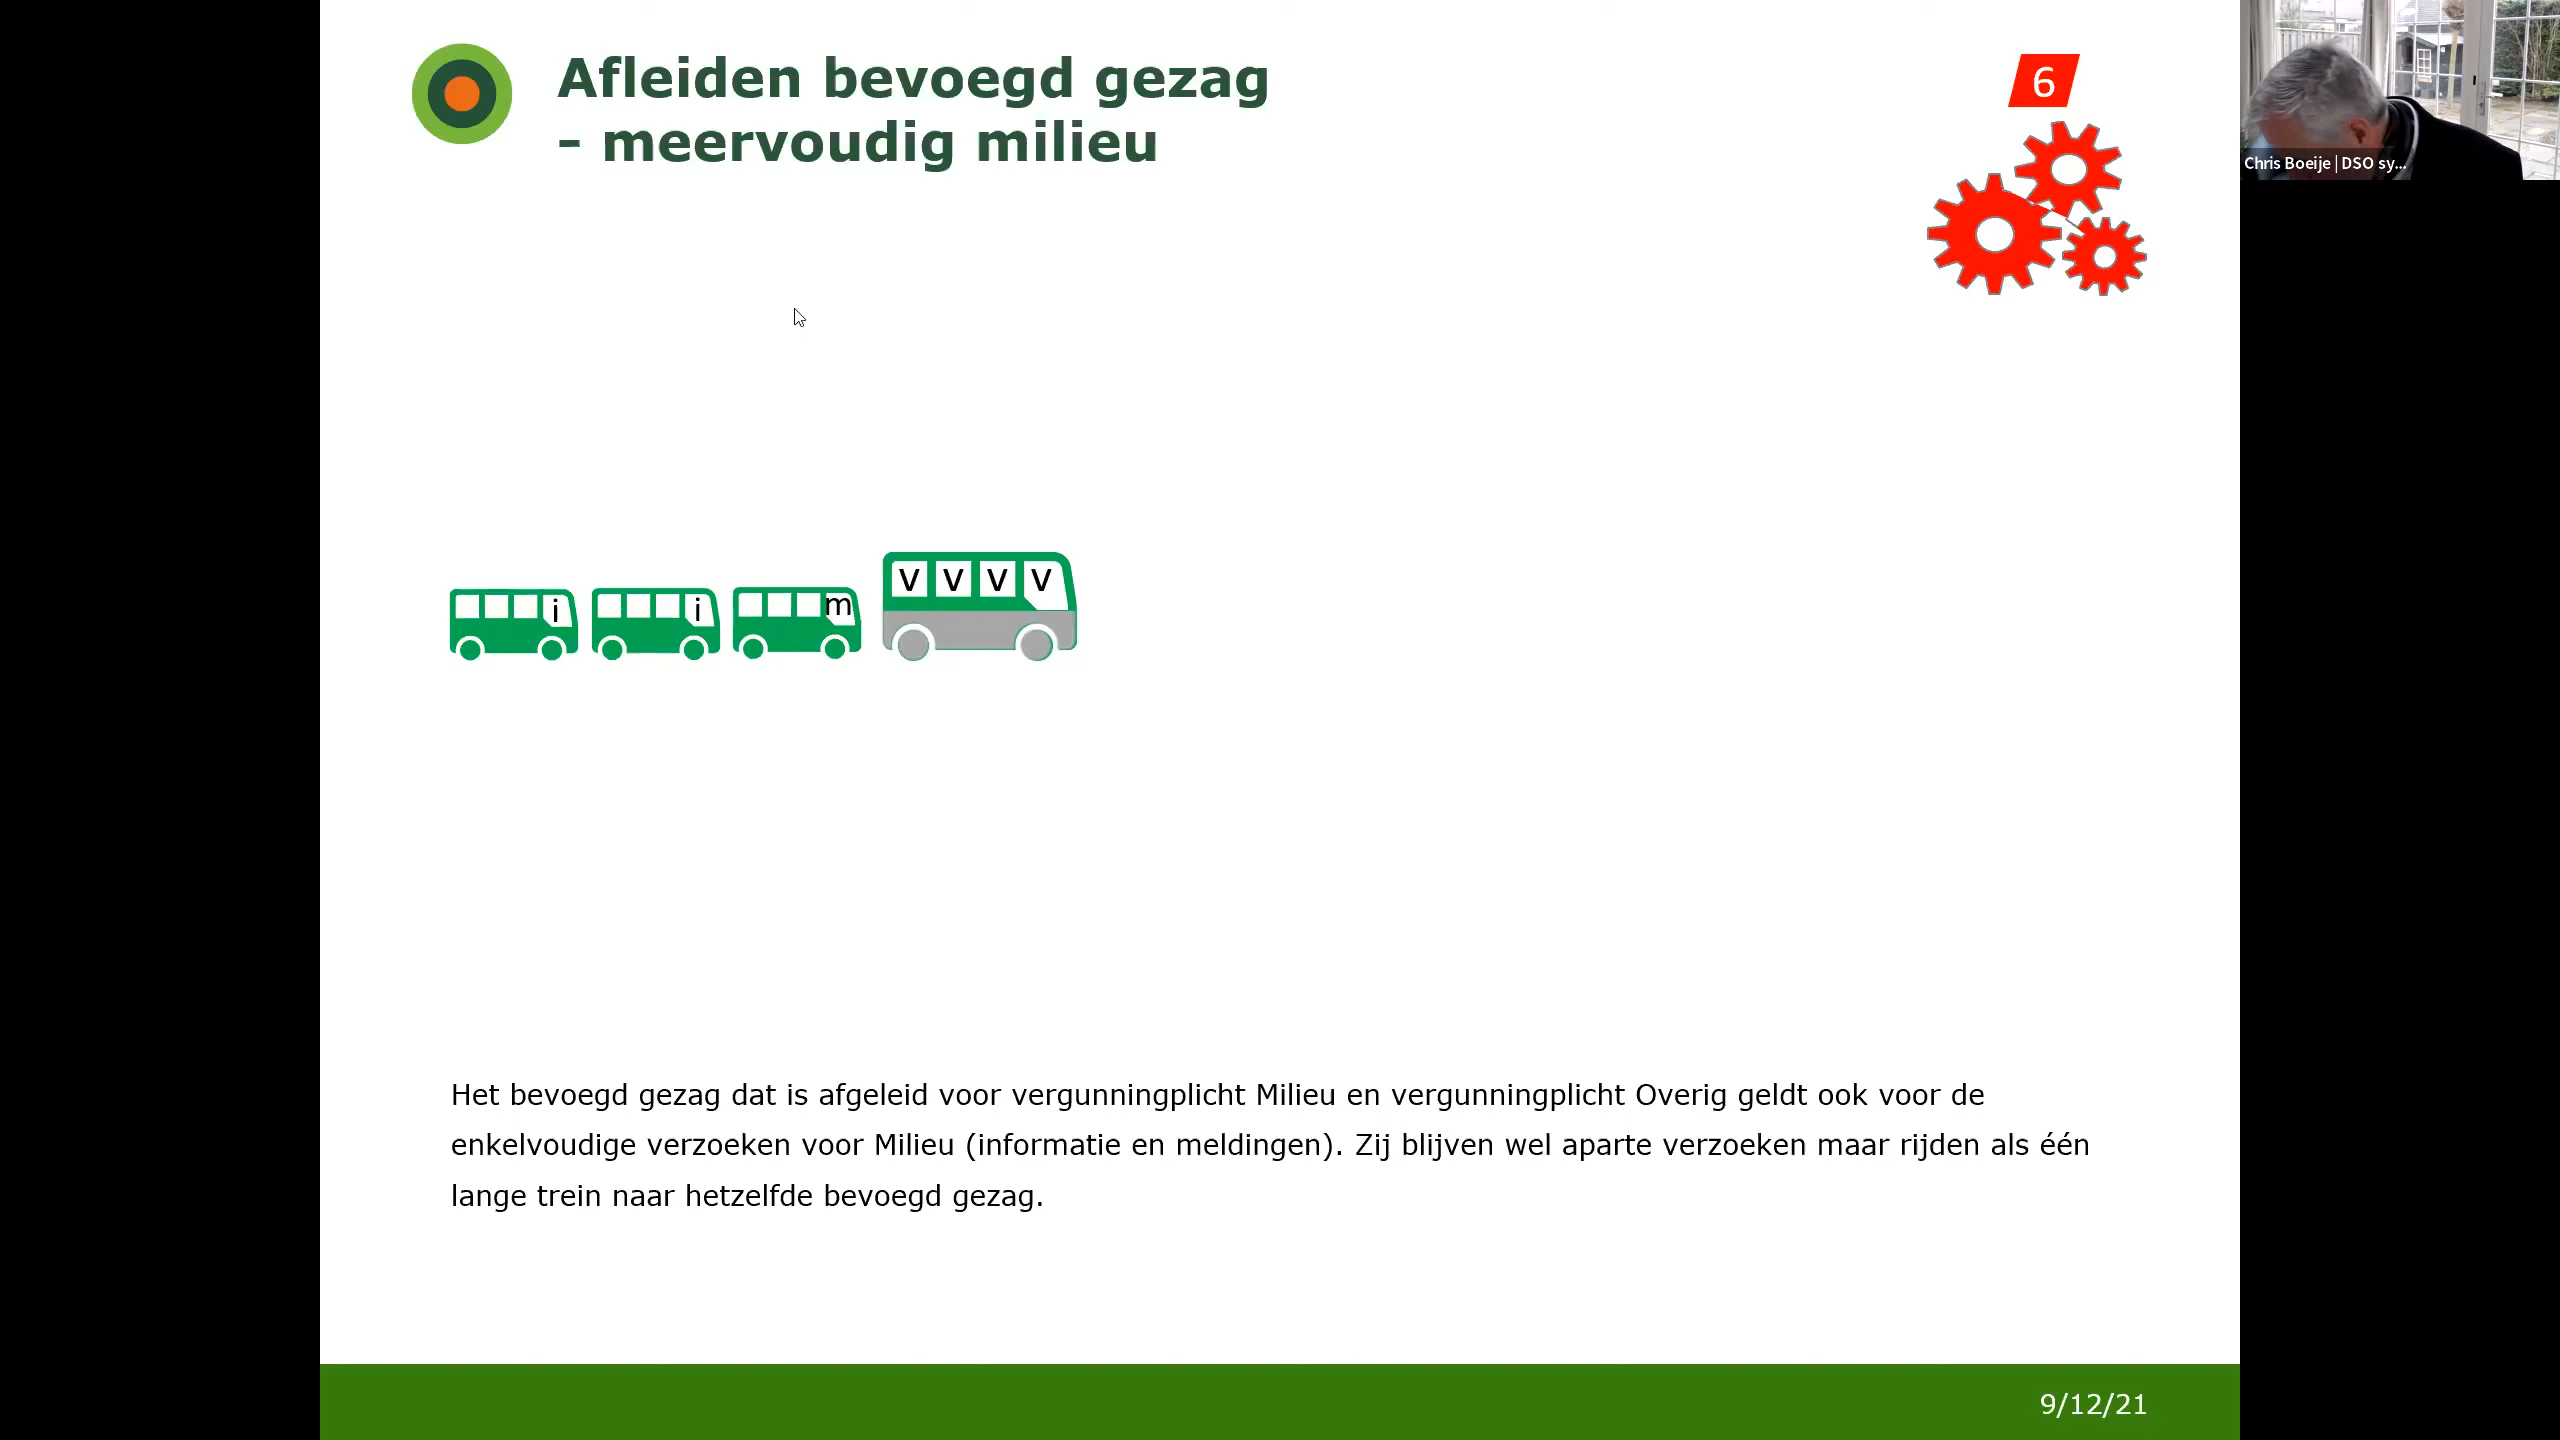 Afleiden bevoegd gezag
– meervoudig milieu
6
Chris Boeije | DSO sy...
i i m V V V V
Het bevoegd gezag dat is afgeleid voor vergunningplicht Milieu en vergunningplicht Overig geldt ook voor de
enkelvoudige verzoeken voor Milieu (informatie en meldingen). Zij blijven wel aparte verzoeken maar rijden als één
lange trein naar hetzelfde bevoegd gezag.
9/12/21